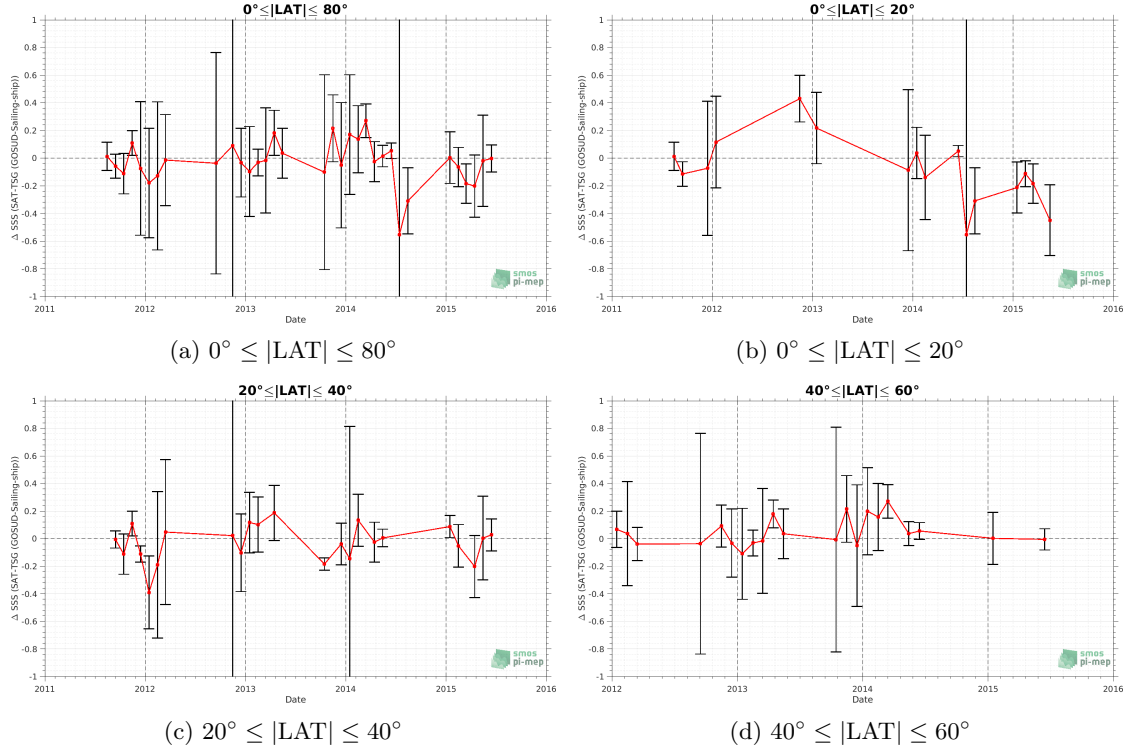 0°≤|LAT|≤ 80°
Δ SSS (SAT-TSG (GOSUD-Sailing-ship))
1
0.8
0.6
0.4
0.2
0
-0.2
-0.4
-0.6
-0.8
-1
2011 2012 2013 2014 2015 2016
Date
smos
pi-mep
(a) 0° ≤ |LAT| ≤ 80°
0°≤|LAT|≤ 20°
Δ SSS (SAT-TSG (GOSUD-Sailing-ship))
1
0.8
0.6
0.4
0.2
0
-0.2
-0.4
-0.6
-0.8
-1
2011 2012 2013 2014 2015 2016
Date
smos
pi-mep
(b) 0° ≤ |LAT| ≤ 20°
20°≤|LAT|≤ 40°
Δ SSS (SAT-TSG (GOSUD-Sailing-ship))
1
0.8
0.6
0.4
0.2
0
-0.2
-0.4
-0.6
-0.8
-1
2011 2012 2013 2014 2015 2016
Date
smos
pi-mep
(c) 20° ≤ |LAT| ≤ 40°
40°≤|LAT|≤ 60°
Δ SSS (SAT-TSG (GOSUD-Sailing-ship))
1
0.8
0.6
0.4
0.2
0
-0.2
-0.4
-0.6
-0.8
-1
2012 2013 2014 2015 2016
Date
smos
pi-mep
(d) 40° ≤ |LAT| ≤ 60°